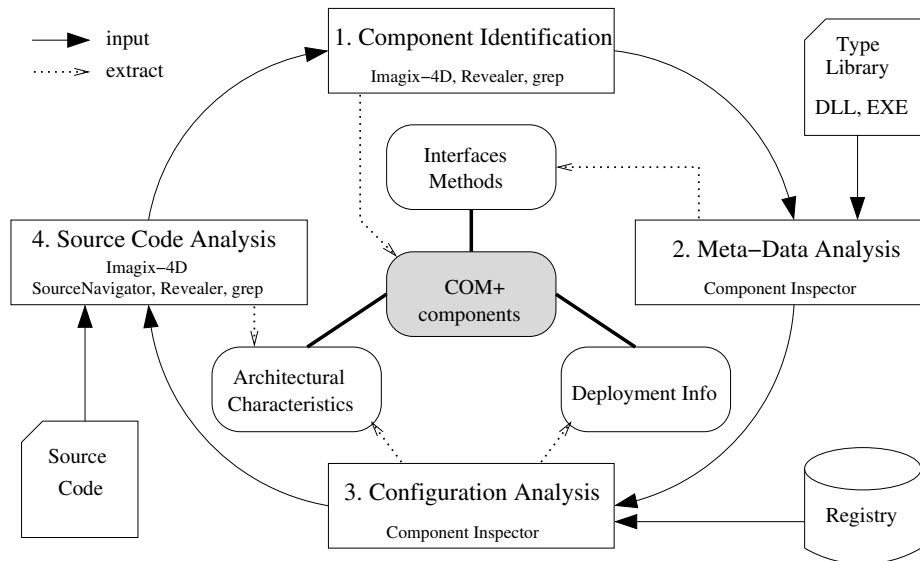 input
extract
1. Component Identification
Imagix−4D, Revealer, grep
Type
Library
DLL, EXE
Interfaces
Methods
4. Source Code Analysis
Imagix−4D
SourceNavigator, Revealer, grep
2. Meta−Data Analysis
Component Inspector
COM+
components
Architectural
Characteristics
Deployment Info
Source
Code
3. Configuration Analysis
Component Inspector
Registry